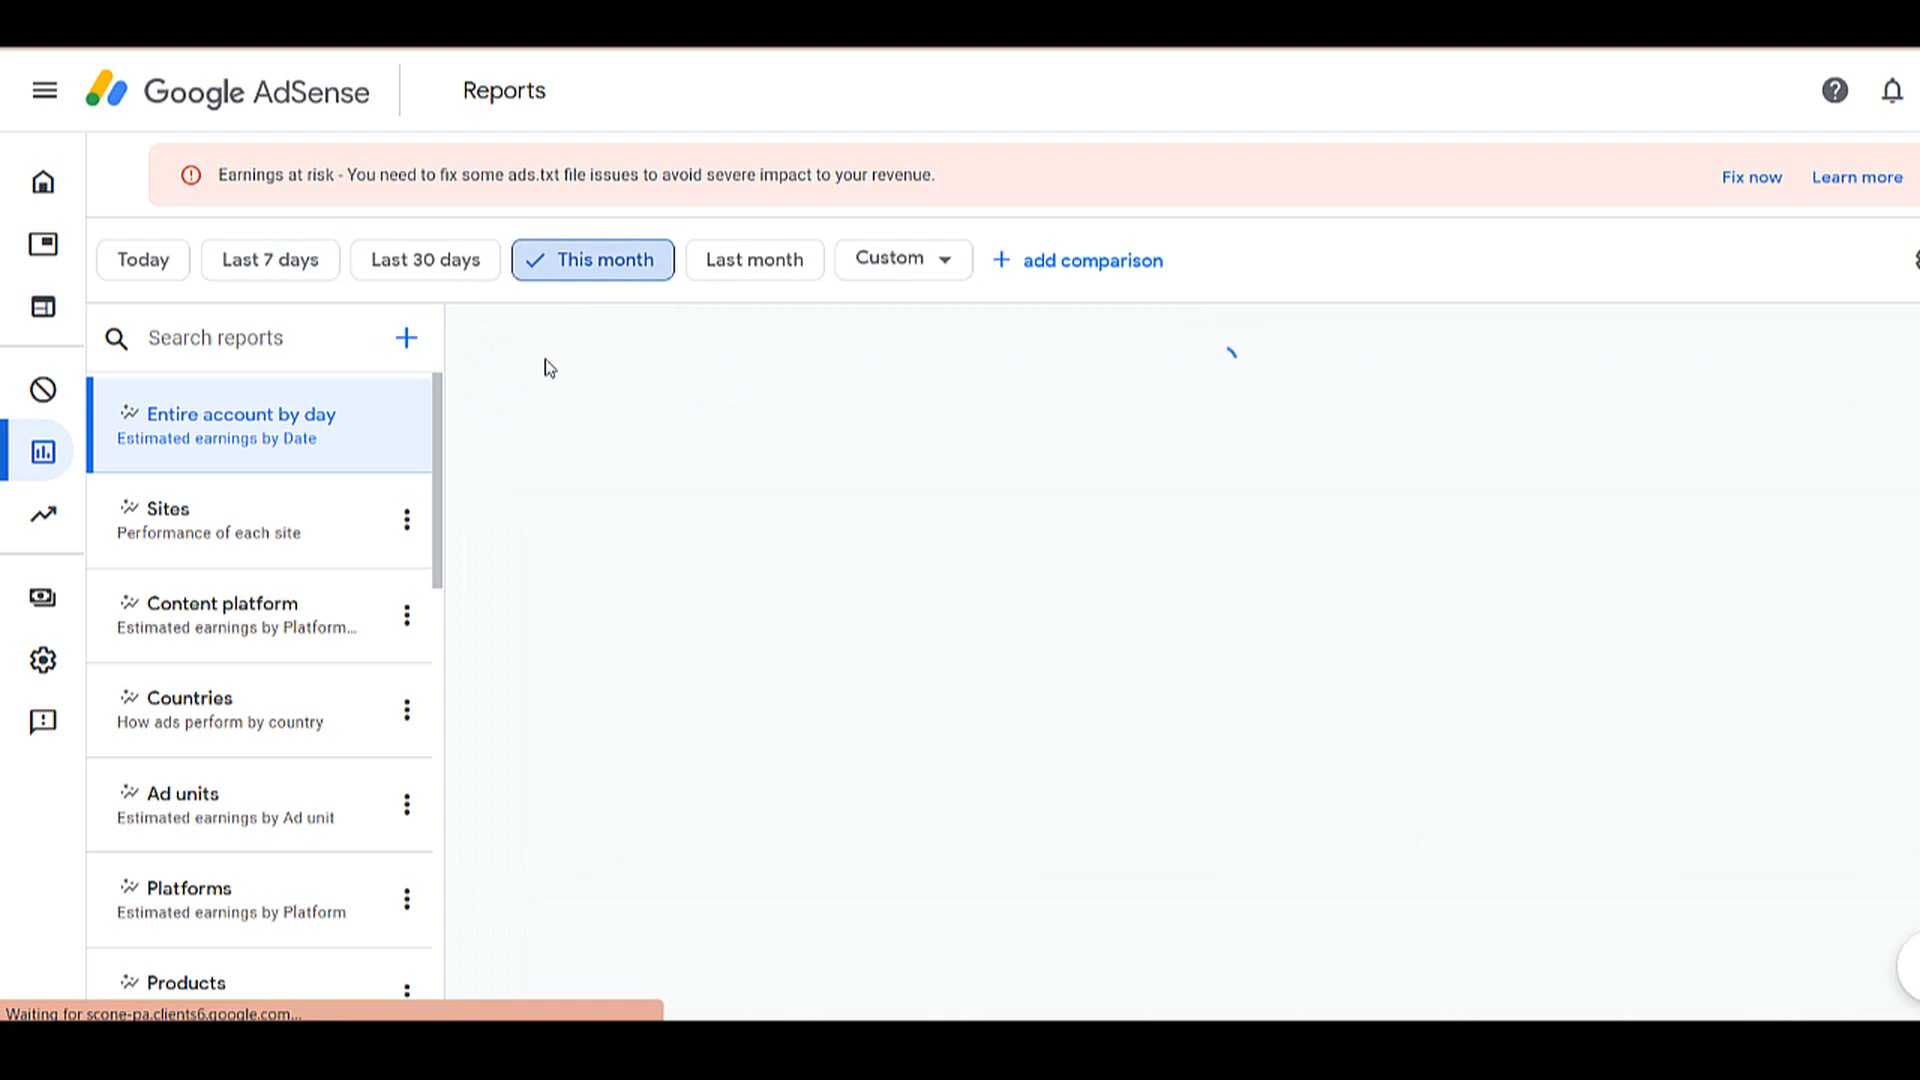 Google AdSense
Reports
Earnings at risk - You need to fix some ads.txt file issues to avoid severe impact to your revenue.
Fix now
Learn more
Today
Last 7 days
Last 30 days
This month
Last month
Custom
+ add comparison
Search reports
Entire account by day
Estimated earnings by Date
Sites
Performance of each site
Content platform
Estimated earnings by Platform...
Countries
How ads perform by country
Ad units
Estimated earnings by Ad unit
Platforms
Estimated earnings by Platform
Products
Waiting for scone-pa.clients6.google.com...